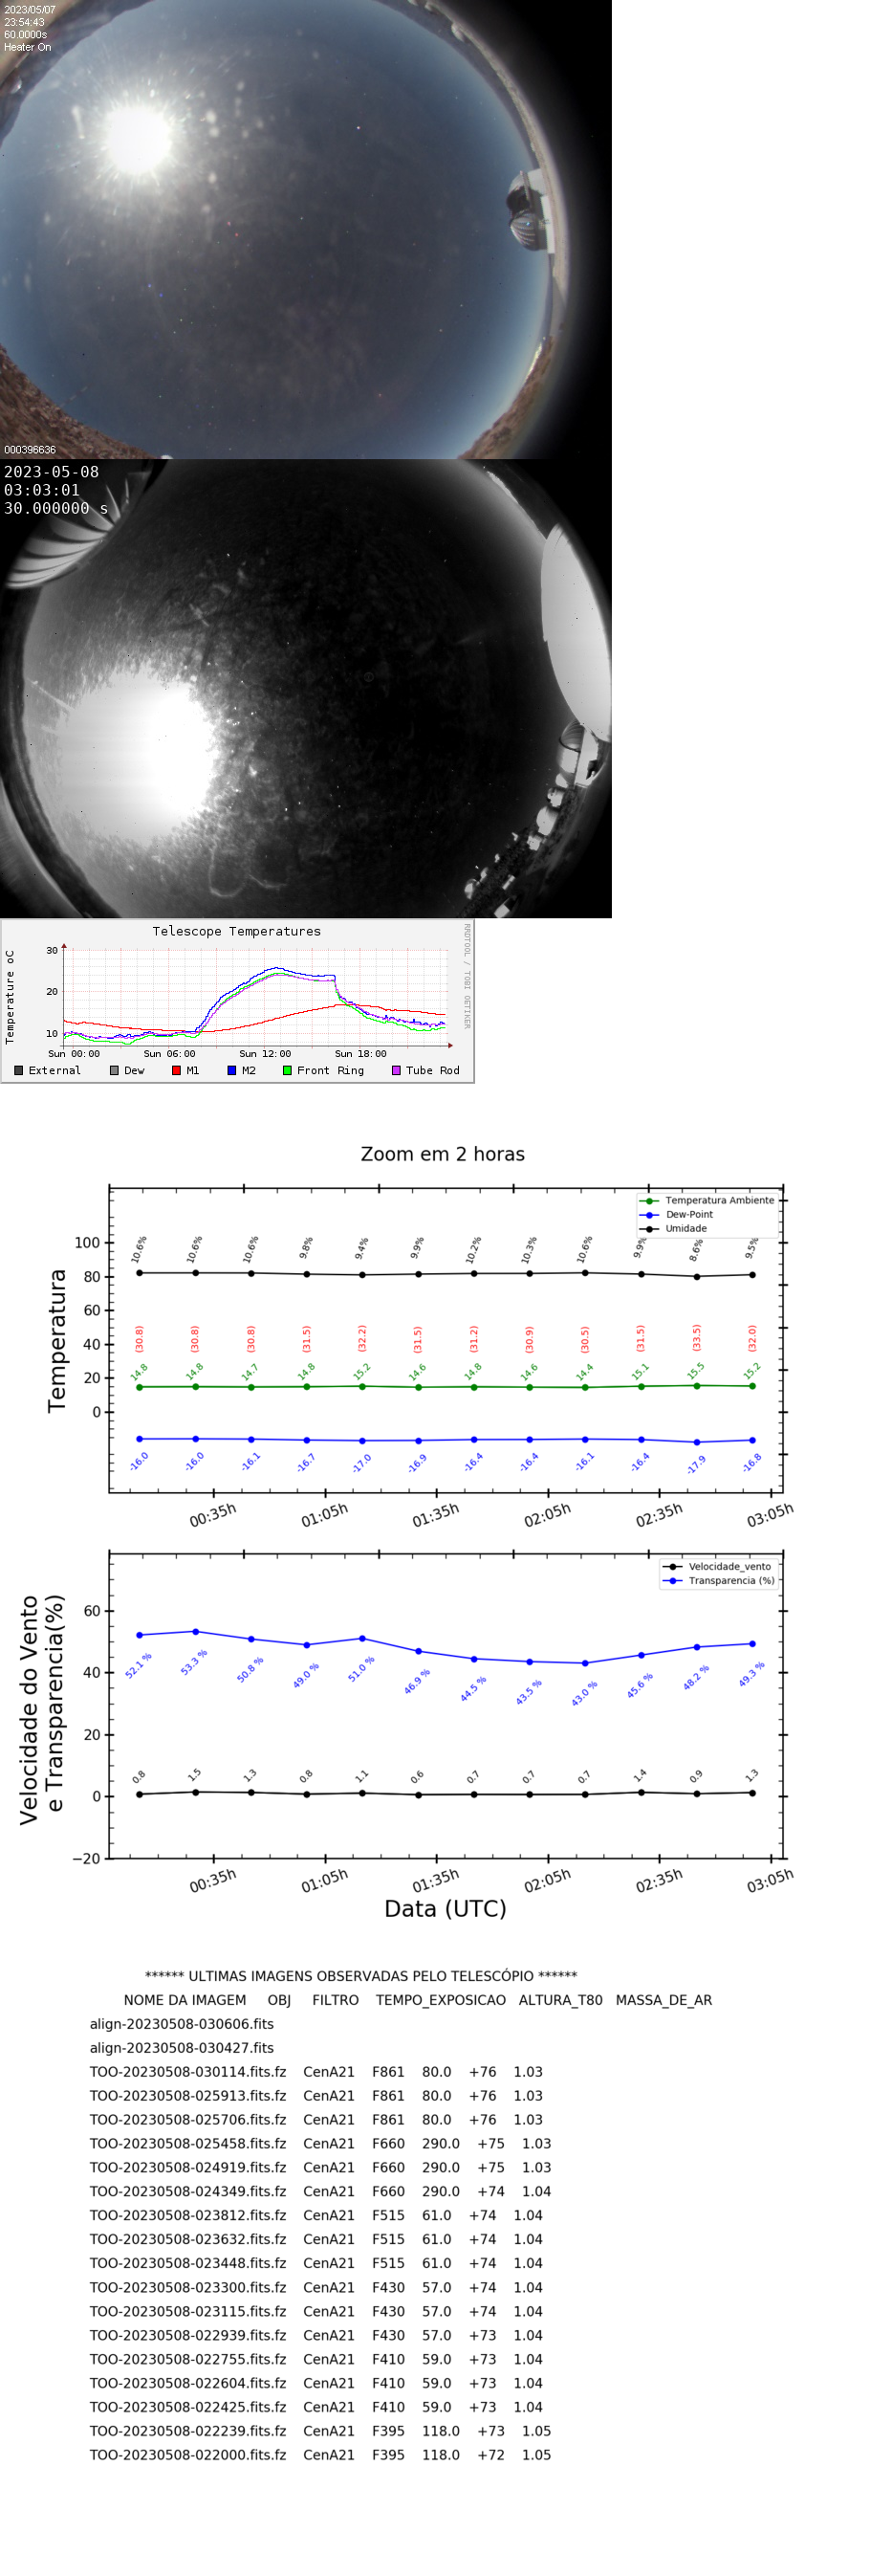 2023/05/07
23:54:43
60.0000s
Heater On
000396636
2023-05-08
03:03:01
30.000000 s
Telescope Temperatures
RRDTOOL / TOBI OETIKER
Temperature oC
30
20
10
Sun 00:00 Sun 06:00 Sun 12:00 Sun 18:00
External Dew M1 M2 Front Ring Tube Rod
Zoom em 2 horas
Temperatura Ambiente
Dew-Point
Umidade
Temperatura
100
80
60
40
20
0
10.6% 10.6% 10.6% 9.8% 9.4% 9.9% 10.2% 10.3% 10.6% 9.9% 8.6% 9.5%
(30.8) (30.8) (30.8) (31.5) (32.2) (31.5) (31.2) (30.9) (30.5) (31.5) (33.5) (32.0)
14.8 14.8 14.7 14.8 15.2 14.6 14.8 14.6 14.4 15.1 15.5 15.2
-16.0 -16.0 -16.1 -16.7 -17.0 -16.9 -16.4 -16.4 -16.1 -16.4 -17.9 -16.8
00:35h 01:05h 01:35h 02:05h 02:35h 03:05h
Velocidade_vento
Transparencia (%)
Velocidade do Vento
e Transparencia(%)
60
40
20
0
−20
52.1 % 53.3 % 50.8 % 49.0 % 51.0 % 46.9 % 44.5 % 43.5 % 43.0 % 45.6 % 48.2 % 49.3 %
0.8 1.5 1.3 0.8 1.1 0.6 0.7 0.7 0.7 1.4 0.9 1.3
00:35h 01:05h 01:35h 02:05h 02:35h 03:05h
Data (UTC)
****** ULTIMAS IMAGENS OBSERVADAS PELO TELESCÓPIO ******
NOME DA IMAGEM OBJ FILTRO TEMPO_EXPOSICAO ALTURA_T80 MASSA_DE_AR
align-20230508-030606.fits
align-20230508-030427.fits
TOO-20230508-030114.fits.fz CenA21 F861 80.0 +76 1.03
TOO-20230508-025913.fits.fz CenA21 F861 80.0 +76 1.03
TOO-20230508-025706.fits.fz CenA21 F861 80.0 +76 1.03
TOO-20230508-025458.fits.fz CenA21 F660 290.0 +75 1.03
TOO-20230508-024919.fits.fz CenA21 F660 290.0 +75 1.03
TOO-20230508-024349.fits.fz CenA21 F660 290.0 +74 1.04
TOO-20230508-023812.fits.fz CenA21 F515 61.0 +74 1.04
TOO-20230508-023632.fits.fz CenA21 F515 61.0 +74 1.04
TOO-20230508-023448.fits.fz CenA21 F515 61.0 +74 1.04
TOO-20230508-023300.fits.fz CenA21 F430 57.0 +74 1.04
TOO-20230508-023115.fits.fz CenA21 F430 57.0 +74 1.04
TOO-20230508-022939.fits.fz CenA21 F430 57.0 +73 1.04
TOO-20230508-022755.fits.fz CenA21 F410 59.0 +73 1.04
TOO-20230508-022604.fits.fz CenA21 F410 59.0 +73 1.04
TOO-20230508-022425.fits.fz CenA21 F410 59.0 +73 1.04
TOO-20230508-022239.fits.fz CenA21 F395 118.0 +73 1.05
TOO-20230508-022000.fits.fz CenA21 F395 118.0 +72 1.05